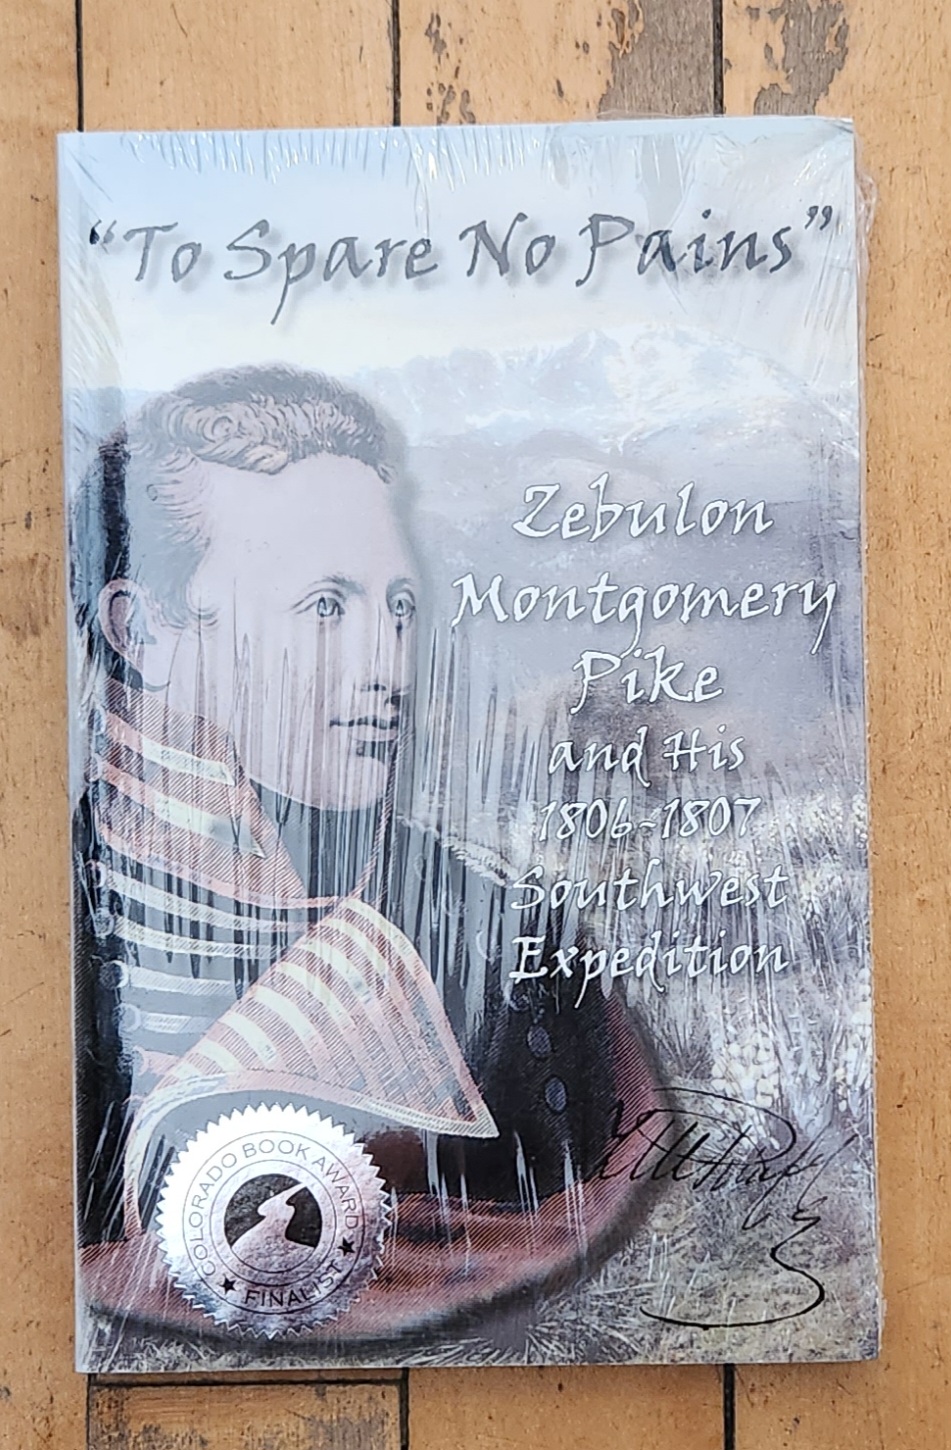 “To Spare No Pains”
Zebulon
Montgomery
Pike
and His
1806-1807
Southwest
Expedition
COLORADO BOOK AWARD
★ FINALIST ★